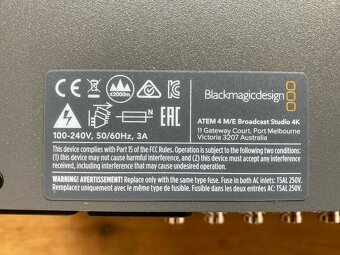 Blackmagicdesign
ATEM 4 M/E Broadcast Studio 4K
11 Gateway Court, Port Melbourne
Victoria 3207 Australia
CE
≤2000m
N
EAC
100-240V, 50/60Hz, 3A
This device complies with Part 15 of the FCC Rules. Operation is subject to the following two conditions:
(1) this device may not cause harmful interference, and (2) this device must accept any interference
received, including interference that may cause undesired operation.
WARNING! AVERTISSEMENT! Replace only with the same type fuse. Fuse in both AC inlets: T5AL 250V.
Remplacez uniquement avec le même type de fusible. Fusible dans les deux entrées AC: T5AL 250V.